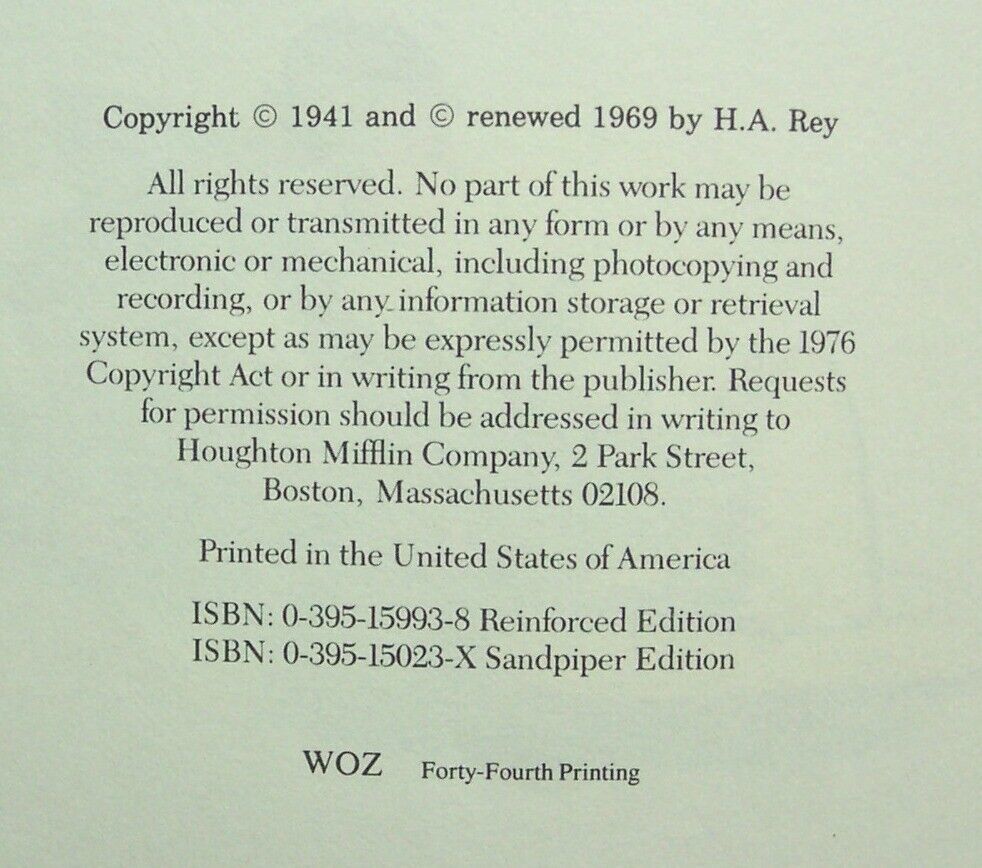 Copyright © 1941 and © renewed 1969 by H.A. Rey
All rights reserved. No part of this work may be
reproduced or transmitted in any form or by any means,
electronic or mechanical, including photocopying and
recording, or by any information storage or retrieval
system, except as may be expressly permitted by the 1976
Copyright Act or in writing from the publisher. Requests
for permission should be addressed in writing to
Houghton Mifflin Company, 2 Park Street,
Boston, Massachusetts 02108.
Printed in the United States of America
ISBN: 0-395-15993-8 Reinforced Edition
ISBN: 0-395-15023-X Sandpiper Edition
WOZ Forty-Fourth Printing